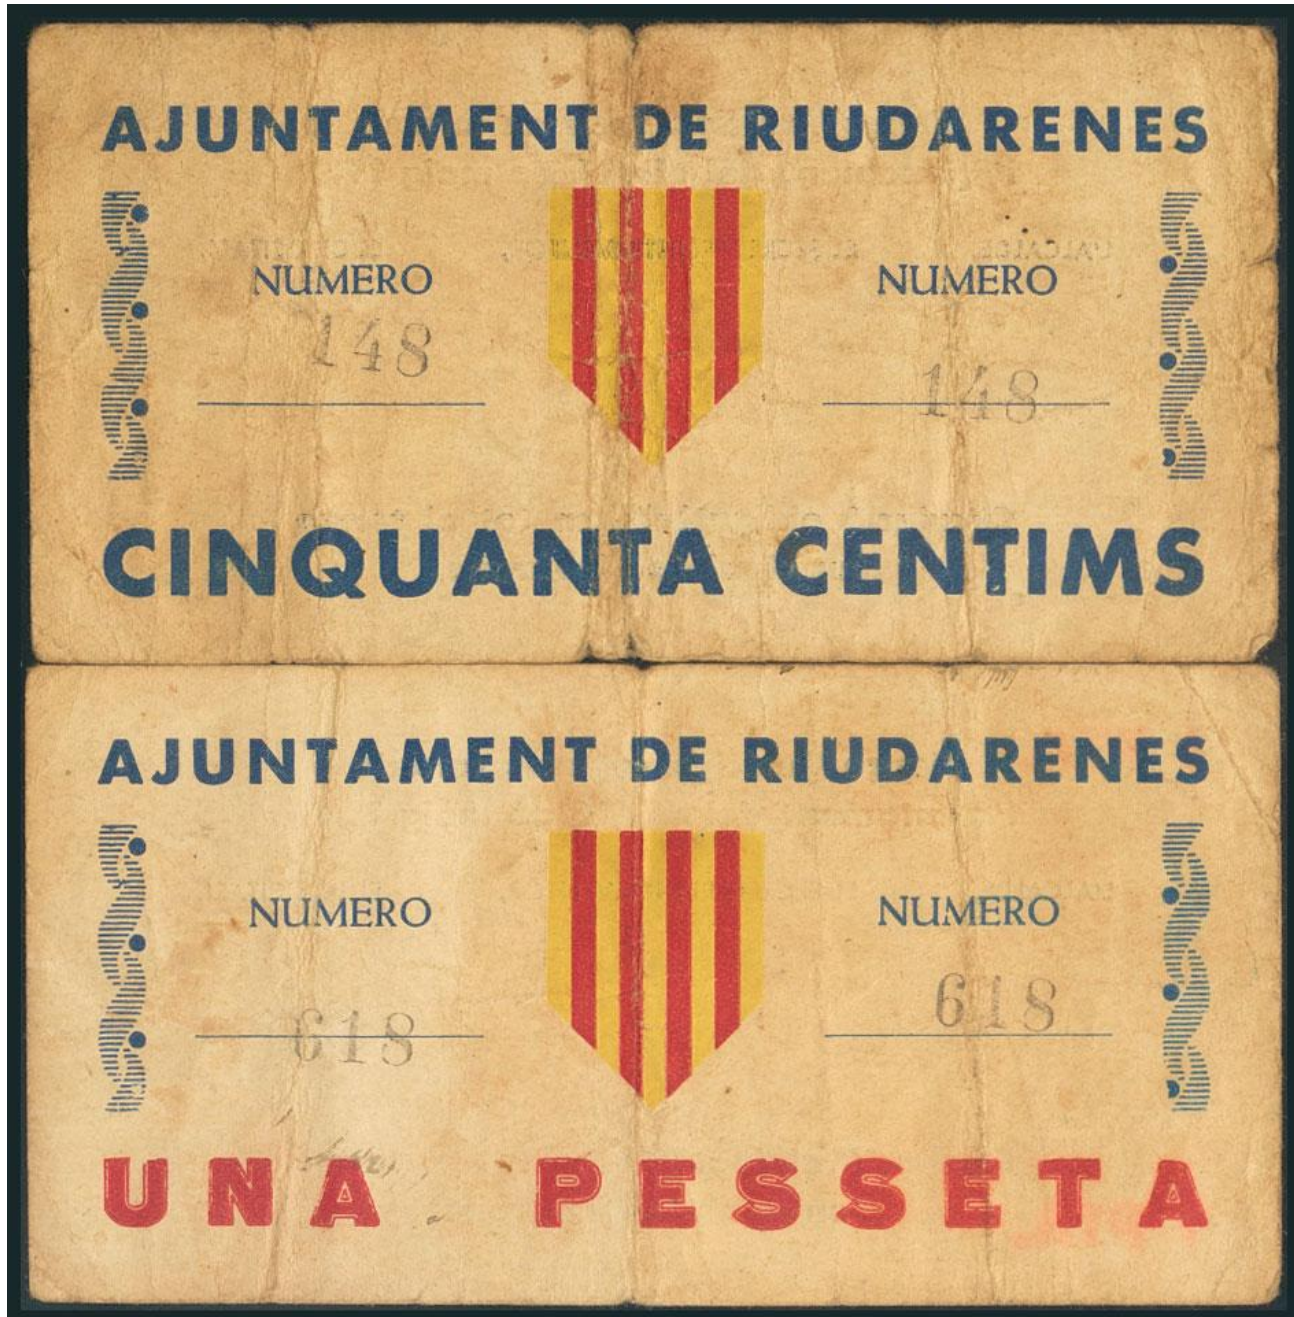 AJUNTAMENT DE RIUDARENES
NUMERO NUMERO
148 148
CINQUANTA CENTIMS
AJUNTAMENT DE RIUDARENES
NUMERO NUMERO
618 618
UNA PESSETA